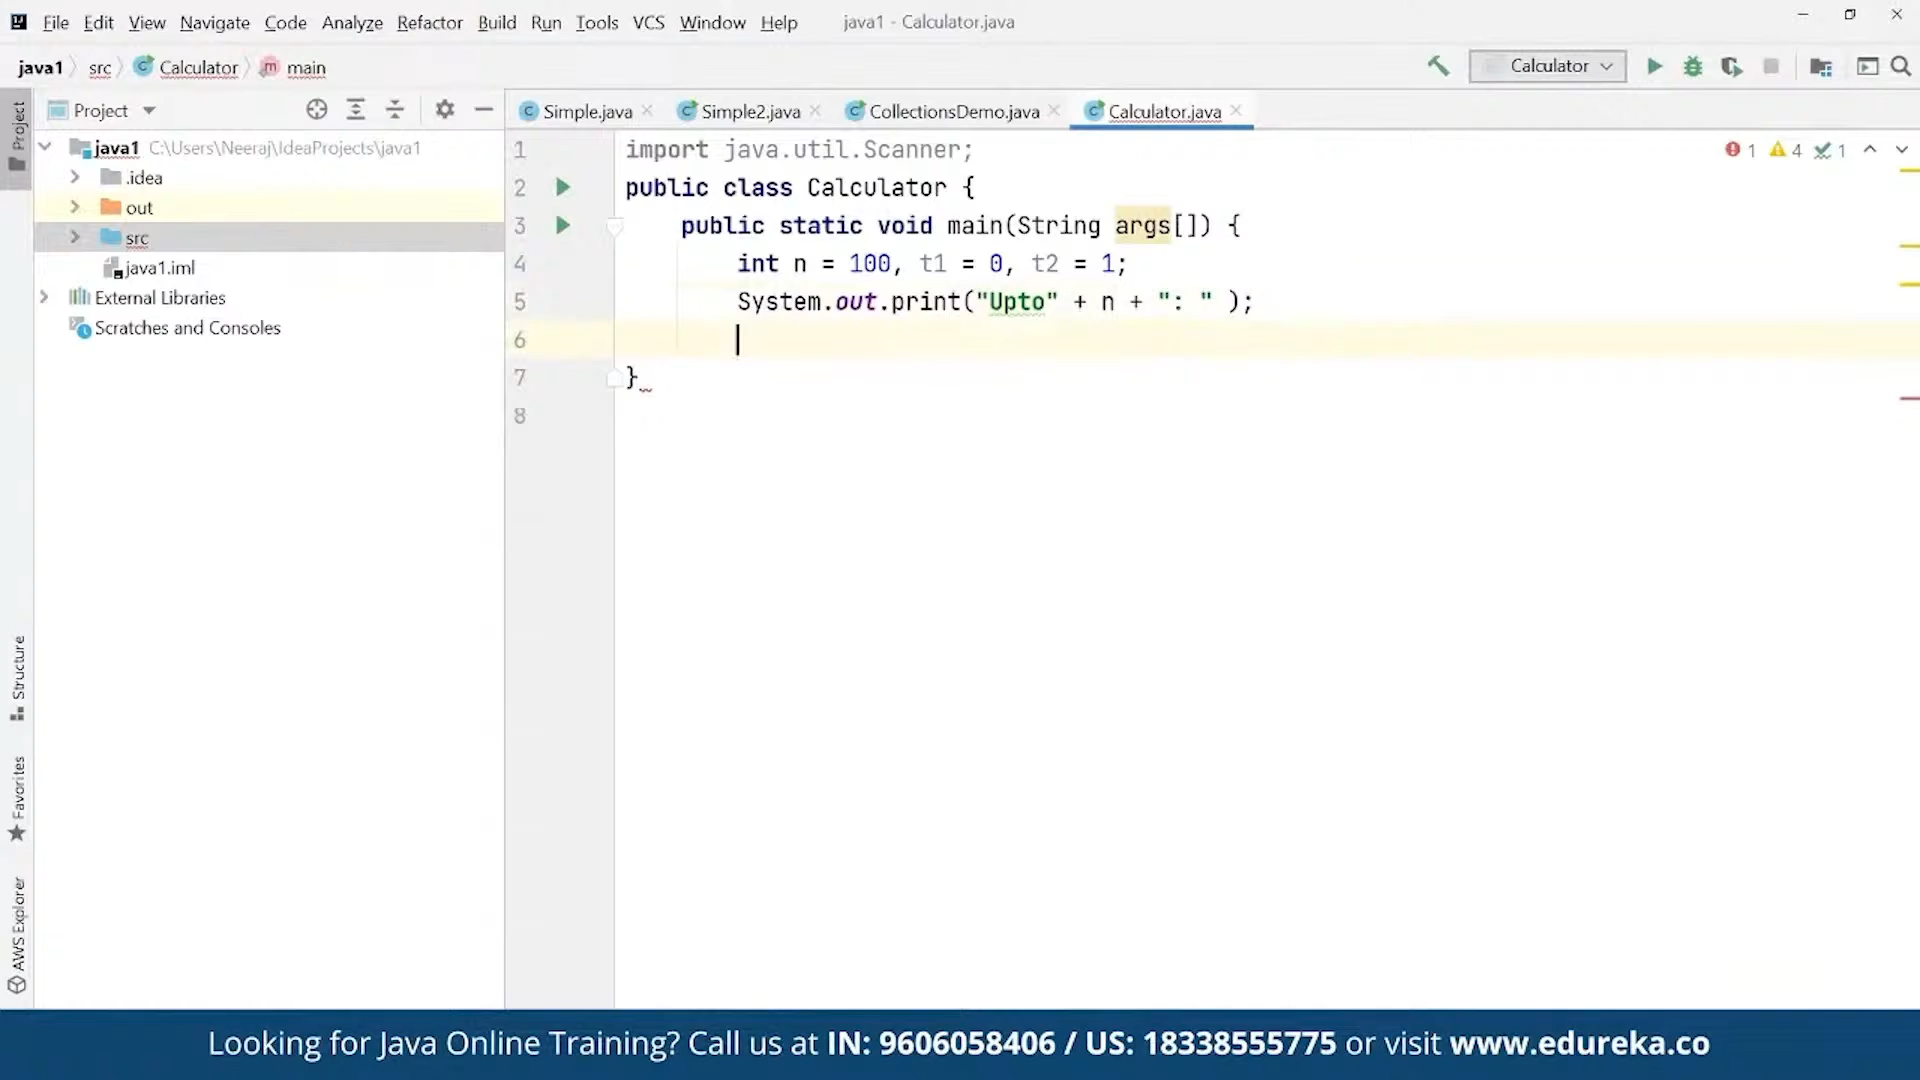 File Edit View Navigate Code Analyze Refactor Build Run Tools VCS Window Help java1 - Calculator.java
java1 src Calculator main
Calculator
Project
Simple.java Simple2.java CollectionsDemo.java Calculator.java
Project
java1 C:\Users\Neeraj\IdeaProjects\java1
.idea
out
src
java1.iml
External Libraries
Scratches and Consoles
1 import java.util.Scanner;
1 4 1
2 public class Calculator {
3 public static void main(String args[]) {
4 int n = 100, t1 = 0, t2 = 1;
5 System.out.print("Upto" + n + ": " );
6
7 }
8
Structure
Favorites
AWS Explorer
Looking for Java Online Training? Call us at IN: 9606058406 / US: 18338555775 or visit www.edureka.co